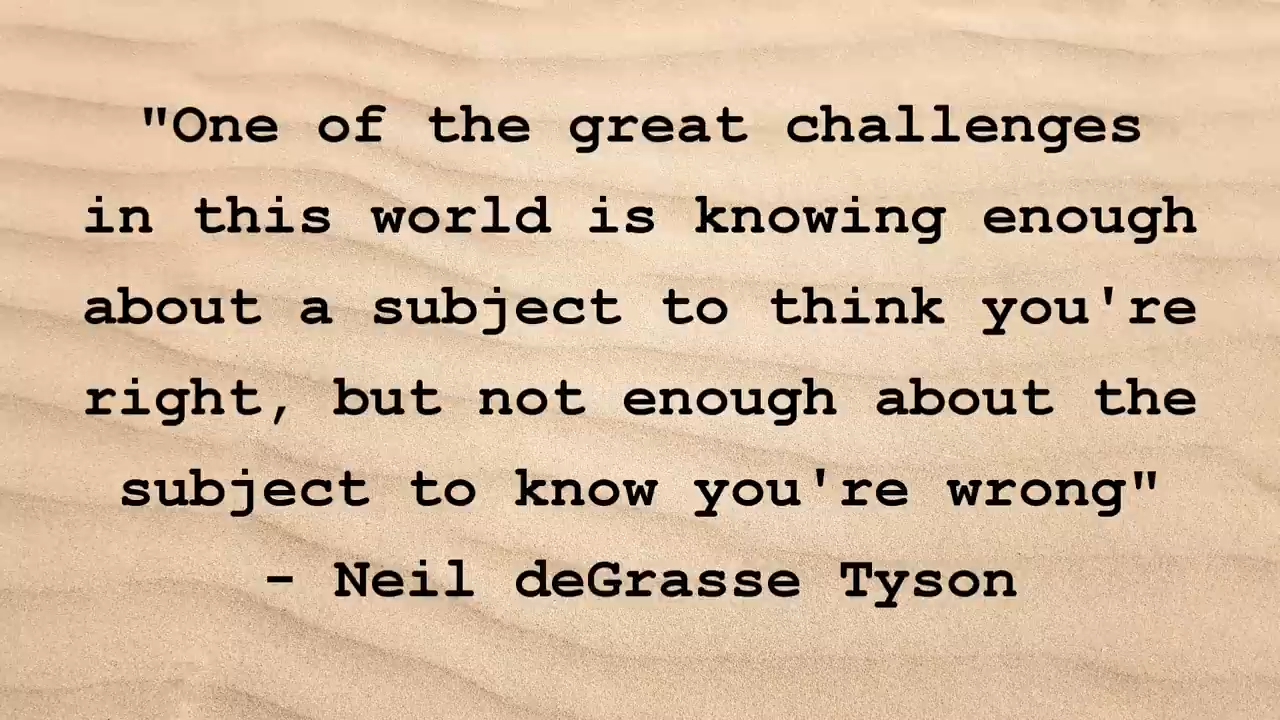 "One of the great challenges
in this world is knowing enough
about a subject to think you're
right, but not enough about the
subject to know you're wrong"
- Neil deGrasse Tyson